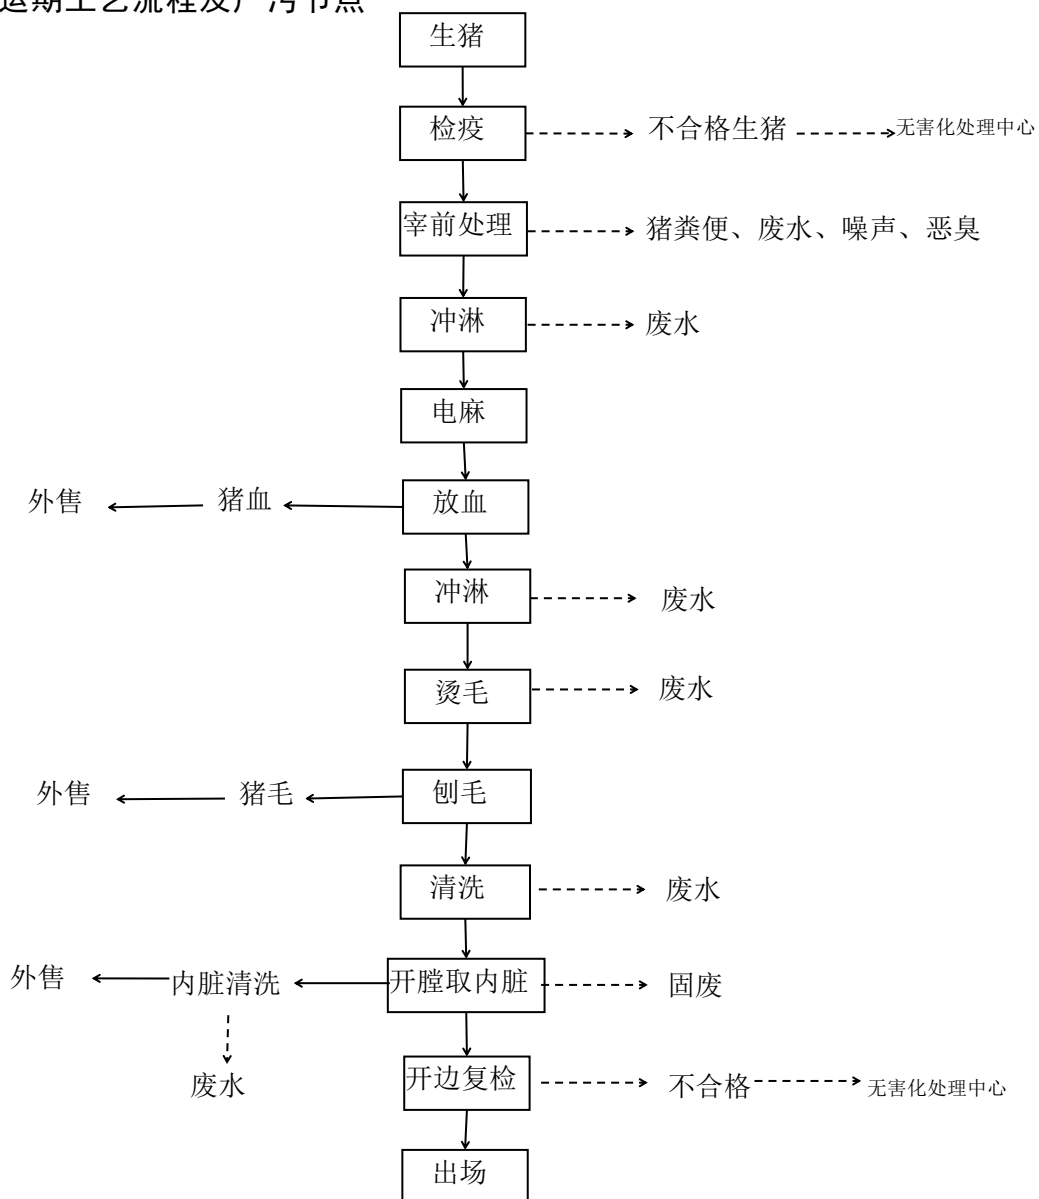 运期工艺流程及产污节点
生猪
检疫 不合格生猪 无害化处理中心
宰前处理 猪粪便、废水、噪声、恶臭
冲淋 废水
电麻
外售 猪血 放血
冲淋 废水
烫毛 废水
外售 猪毛 刨毛
清洗 废水
外售 内脏清洗 开膛取内脏 固废
废水 开边复检 不合格 无害化处理中心
出场